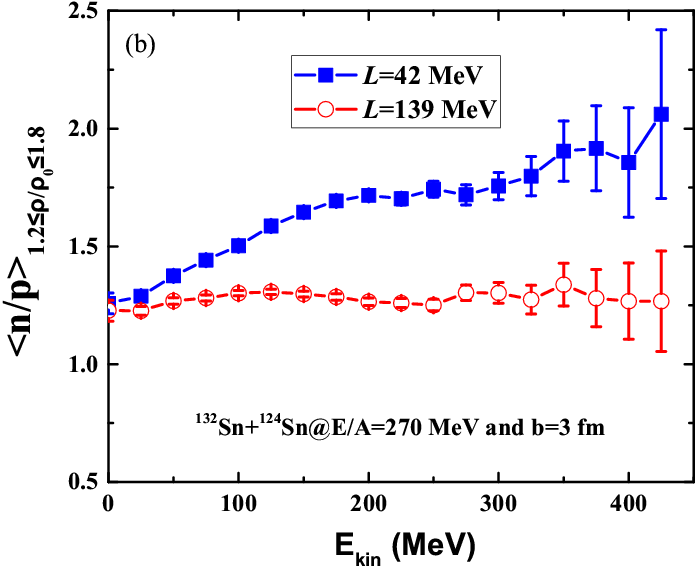 (b)
L=42 MeV
L=139 MeV
2.5
2.0
1.5
1.0
0.5
<n/p>1.2≤ρ/ρ0≤1.8
132Sn+124Sn@E/A=270 MeV and b=3 fm
0 100 200 300 400
Ekin (MeV)